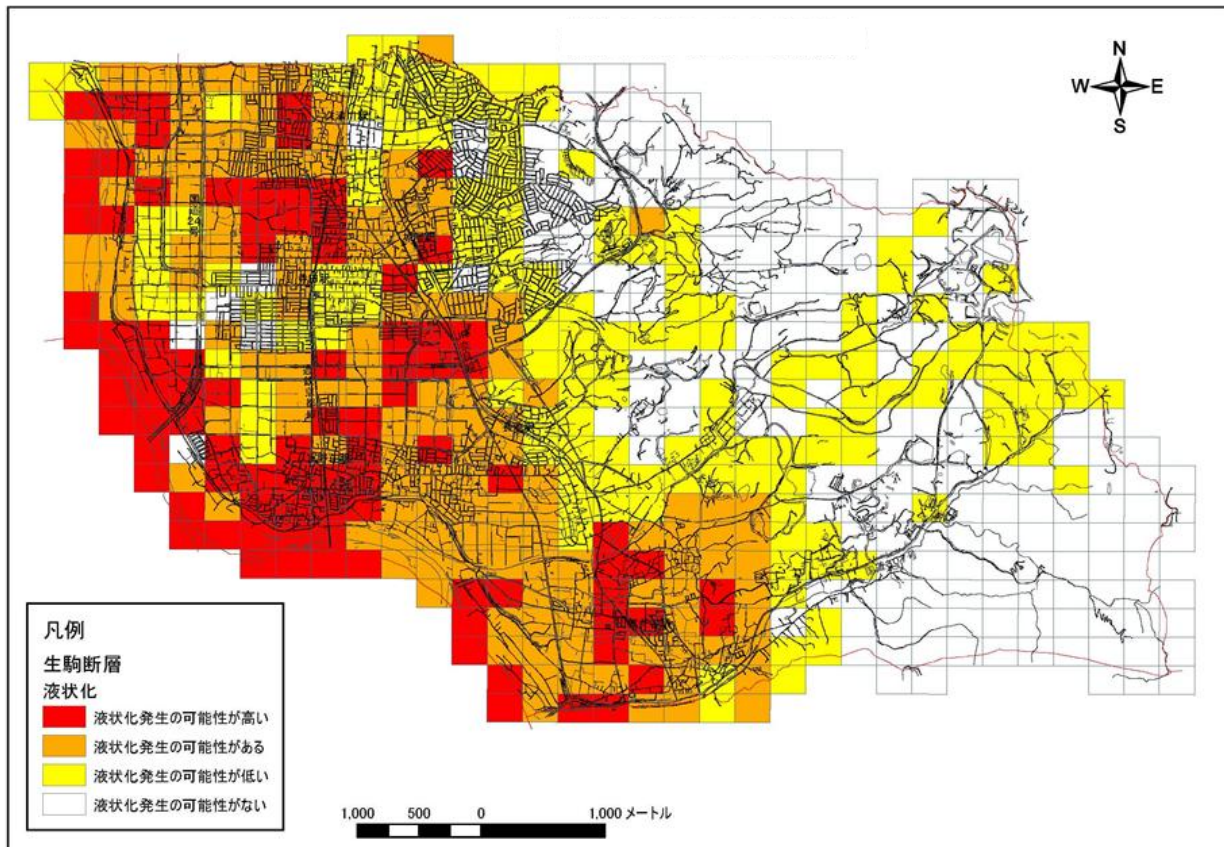 N
W E
S
凡例
生駒断層
液状化
液状化発生の可能性が高い
液状化発生の可能性がある
液状化発生の可能性が低い
液状化発生の可能性がない
1,000 500 0 1,000 メートル